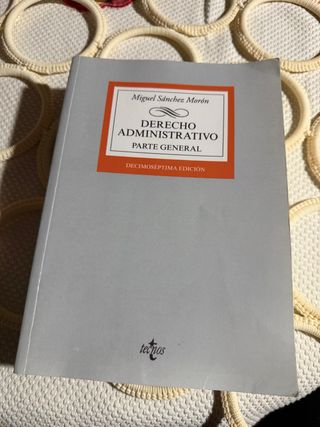 Miguel Sánchez Morón
DERECHO
ADMINISTRATIVO
PARTE GENERAL
DECIMOSÉPTIMA EDICIÓN
tecnos